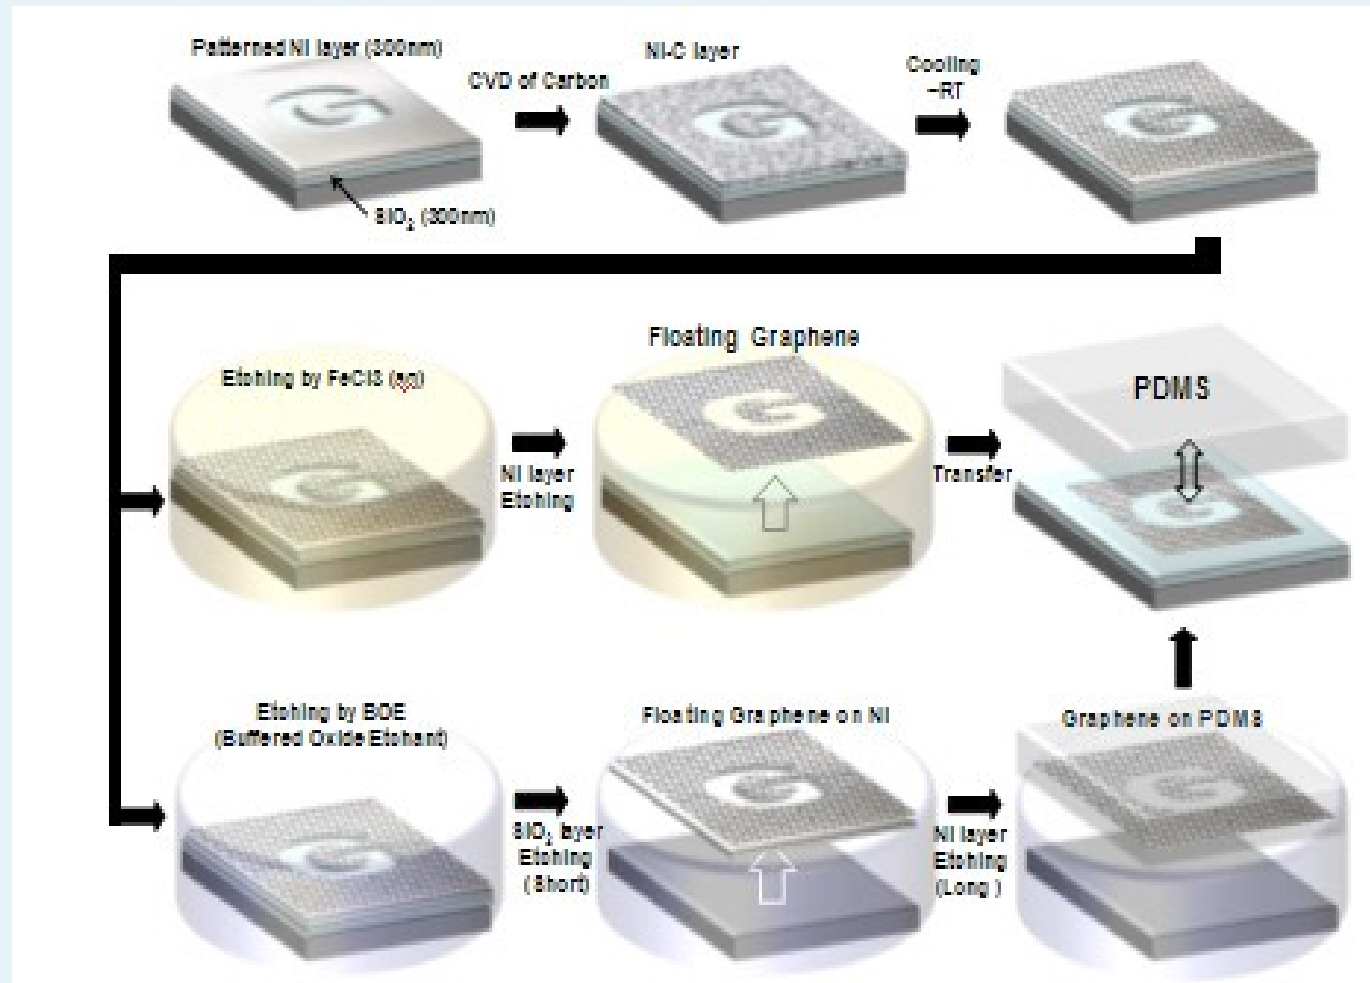 Patterned Ni layer (300nm)
CVD of Carbon
Ni-C layer
Cooling
~RT
SiO₂ (300nm)
Etching by FeCl3 (aq)
Ni layer
Etching
Floating Graphene
Transfer
PDMS
Etching by BOE
(Buffered Oxide Etchant)
SiO₂ layer
Etching
(Short)
Floating Graphene on Ni
Ni layer
Etching
(Long )
Graphene on PDMS
G
G
G
G
G
G
G
G
G